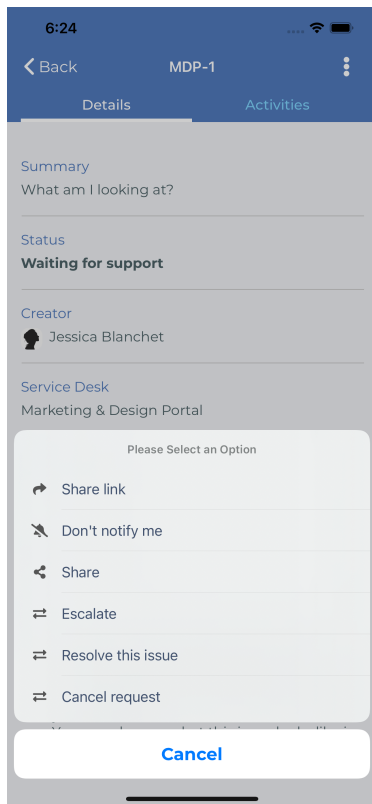 6:24
Back
MDP-1
Details
Activities
Summary
What am I looking at?
Status
Waiting for support
Creator
Jessica Blanchet
Service Desk
Marketing & Design Portal
Please Select an Option
Share link
Don't notify me
Share
Escalate
Resolve this issue
Cancel request
Cancel